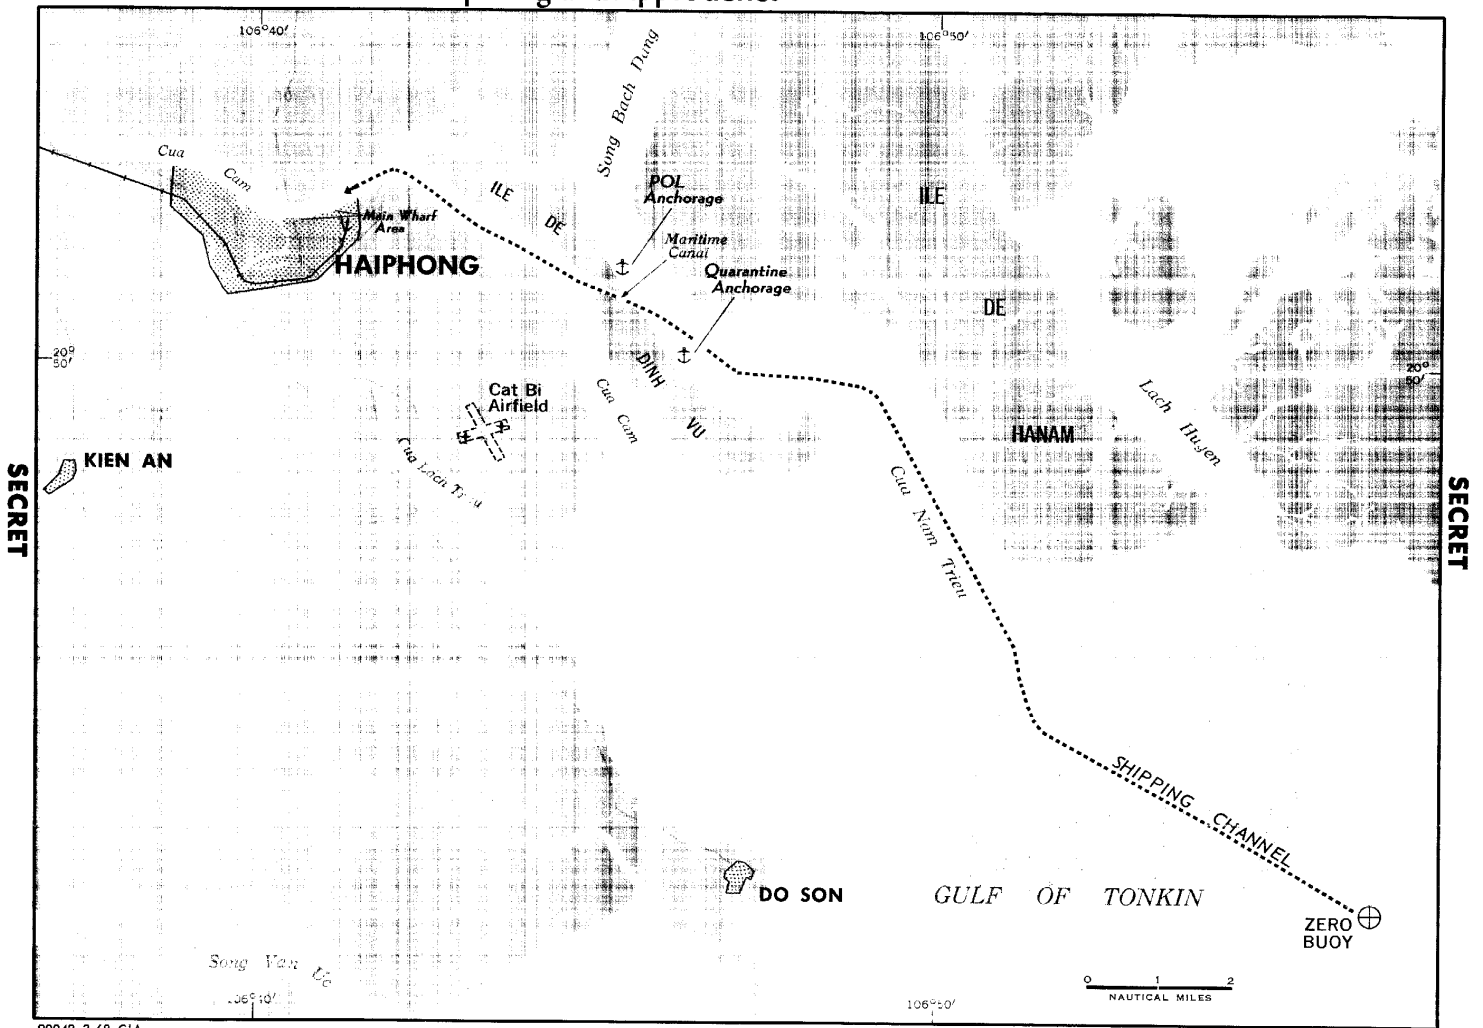 106°40'
106°50'
Song Bach Dang
Cua
Cam
ILE
DE
POL
Anchorage
ILE
Main Wharf
Area
Maritime
Canal
HAIPHONG
Quarantine
Anchorage
DE
20°
50'
DINH
20°
50'
Cat Bi
Airfield
Cua Cam
VU
Lach Huyen
HANAM
KIEN AN
Cua Lach Tray
SECRET
SECRET
Cua Nam Trieu
SHIPPING CHANNEL
DO SON
GULF OF TONKIN
ZERO
BUOY
Song Van Uc
106°40'
106°50'
0 1 2
NAUTICAL MILES